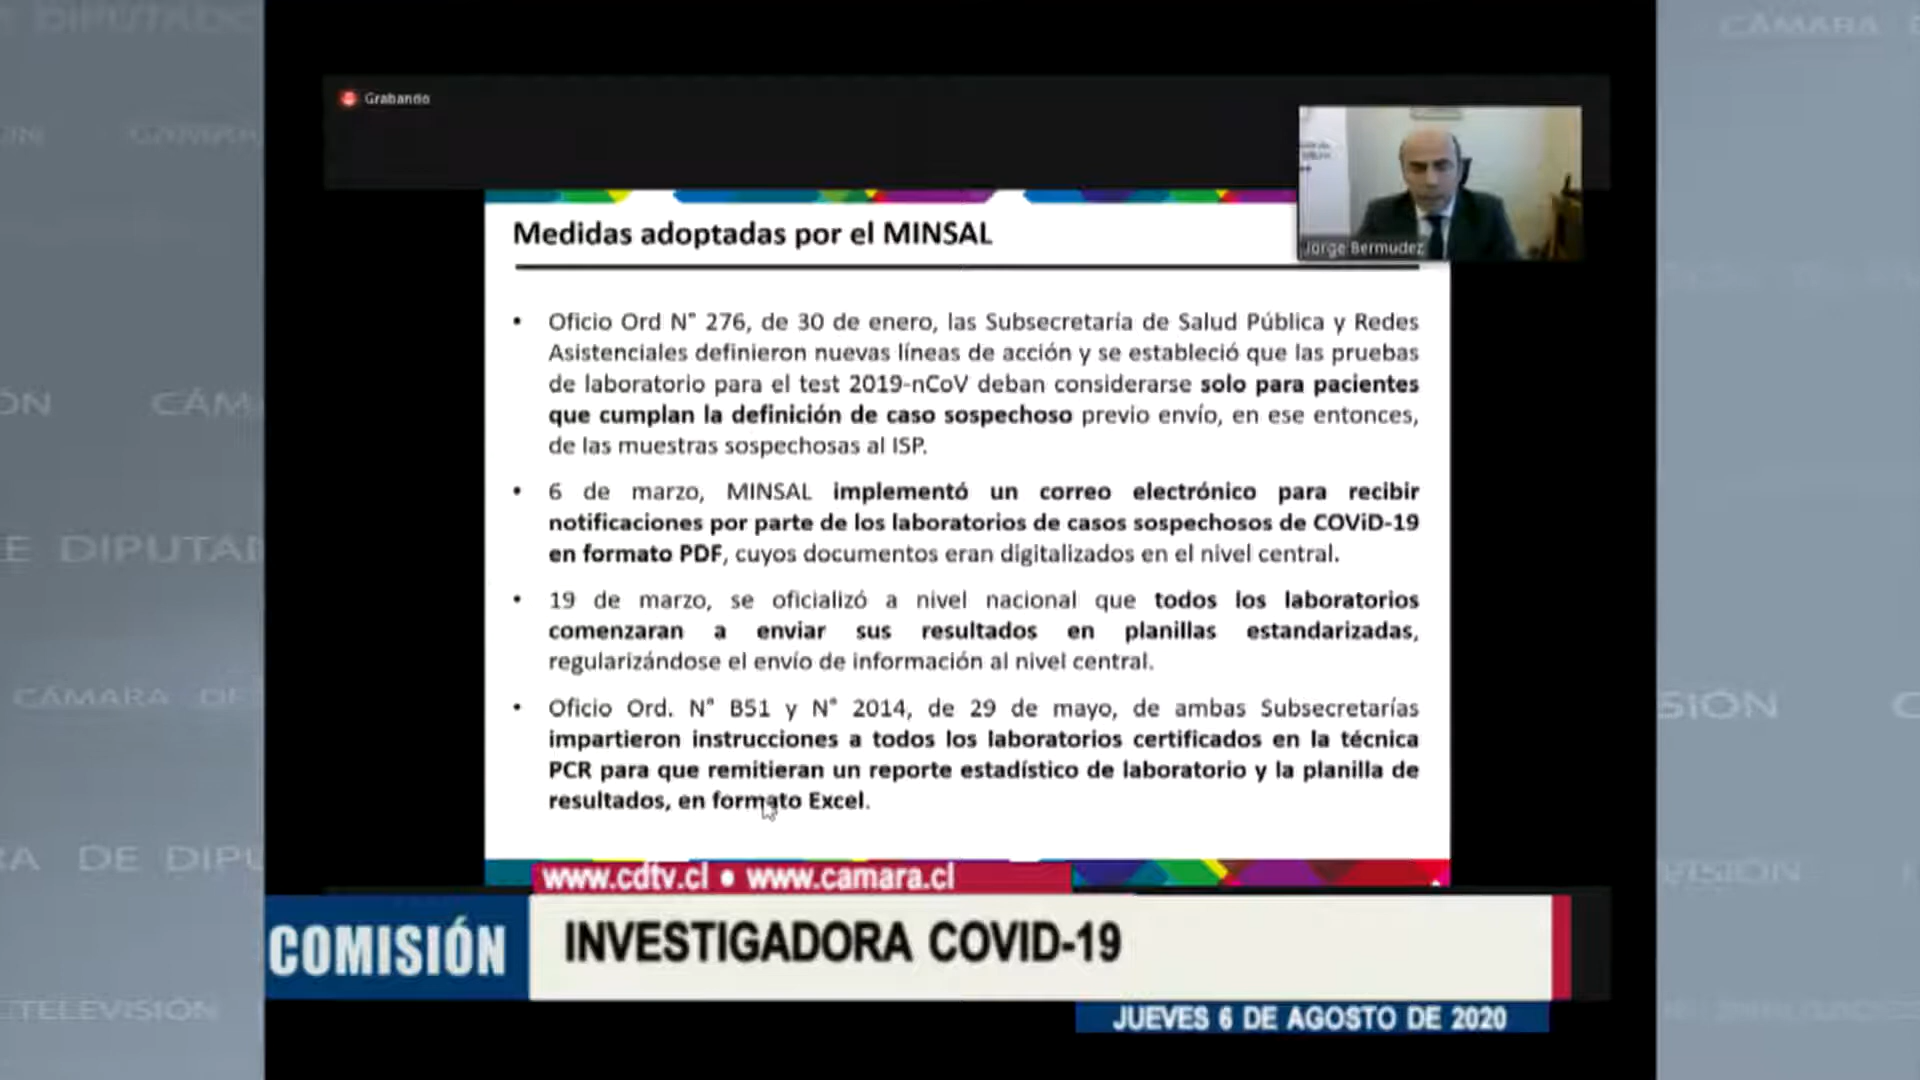 Grabando
Jorge Bermudez
Medidas adoptadas por el MINSAL
• Oficio Ord N° 276, de 30 de enero, las Subsecretaría de Salud Pública y Redes
Asistenciales definieron nuevas líneas de acción y se estableció que las pruebas
de laboratorio para el test 2019-nCoV deban considerarse solo para pacientes
que cumplan la definición de caso sospechoso previo envío, en ese entonces,
de las muestras sospechosas al ISP.
• 6 de marzo, MINSAL implementó un correo electrónico para recibir
notificaciones por parte de los laboratorios de casos sospechosos de COViD-19
en formato PDF, cuyos documentos eran digitalizados en el nivel central.
• 19 de marzo, se oficializó a nivel nacional que todos los laboratorios
comenzaran a enviar sus resultados en planillas estandarizadas,
regularizándose el envío de información al nivel central.
• Oficio Ord. N° B51 y N° 2014, de 29 de mayo, de ambas Subsecretarías
impartieron instrucciones a todos los laboratorios certificados en la técnica
PCR para que remitieran un reporte estadístico de laboratorio y la planilla de
resultados, en formato Excel.
www.cdtv.cl • www.camara.cl
COMISIÓN
INVESTIGADORA COVID-19
JUEVES 6 DE AGOSTO DE 2020
CÁMARA DE
TELEVISIÓN